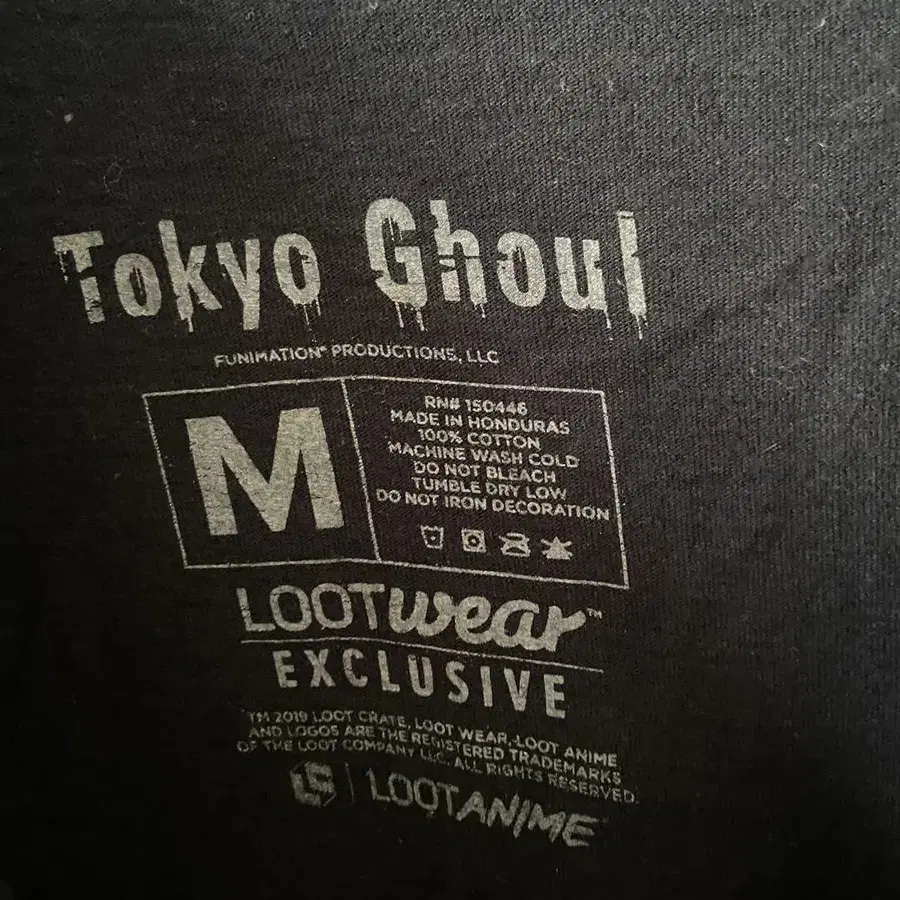 Tokyo Ghoul
FUNIMATION® PRODUCTIONS, LLC
M
RN# 150446
MADE IN HONDURAS
100% COTTON
MACHINE WASH COLD
DO NOT BLEACH
TUMBLE DRY LOW
DO NOT IRON DECORATION
LOOTwear™
EXCLUSIVE
TM 2019 LOOT CRATE, LOOT WEAR, LOOT ANIME
AND LOGOS ARE THE REGISTERED TRADEMARKS
OF THE LOOT COMPANY LLC. ALL RIGHTS RESERVED.
LOOTANIME